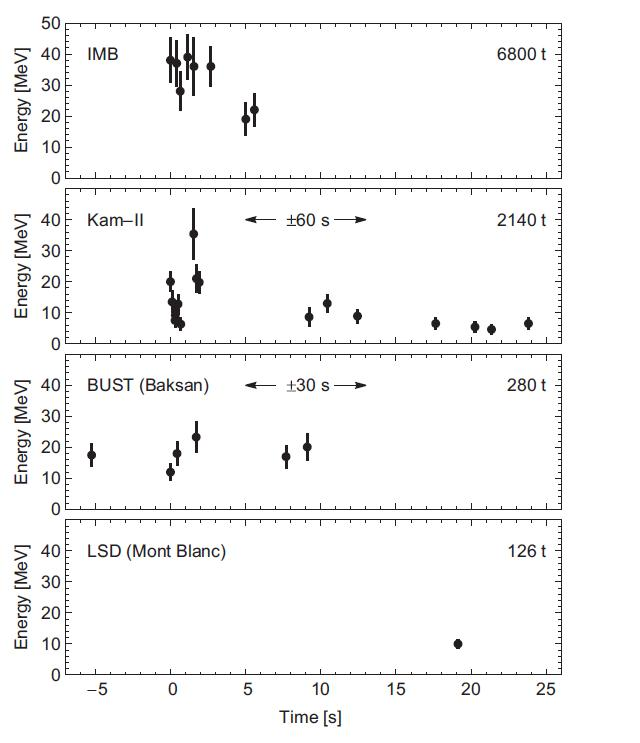 50
40
30
20
10
0
Energy [MeV]
IMB
6800 t
40
30
20
10
0
Energy [MeV]
Kam–II
±60 s
2140 t
40
30
20
10
0
Energy [MeV]
BUST (Baksan)
±30 s
280 t
40
30
20
10
0
Energy [MeV]
LSD (Mont Blanc)
126 t
–5 0 5 10 15 20 25
Time [s]